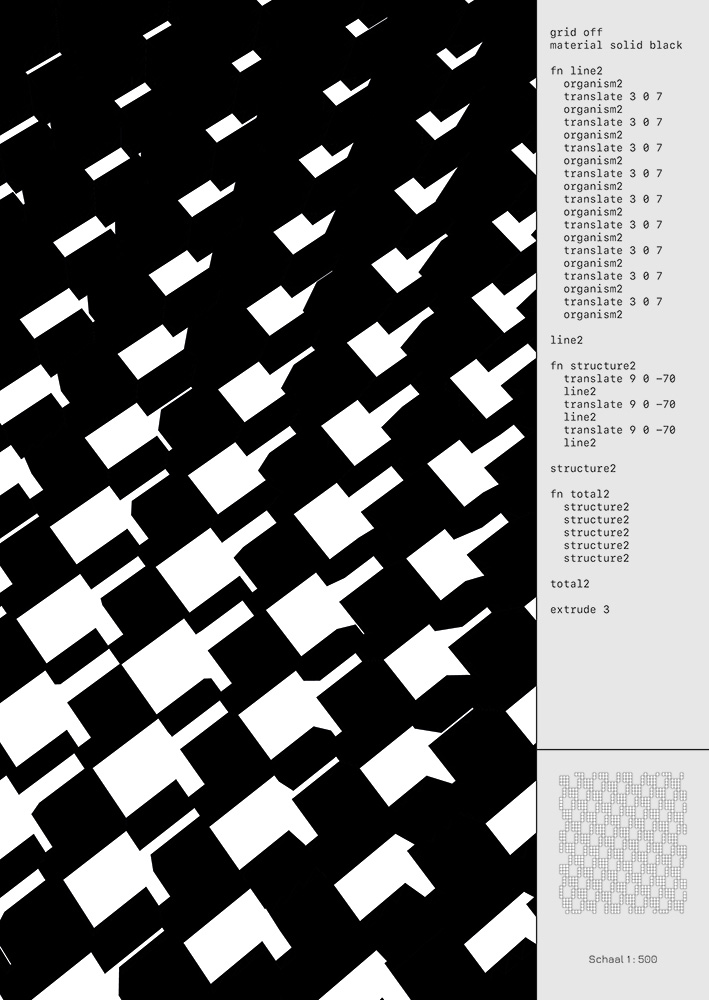 grid off
material solid black
fn line2
organism2
translate 3 0 7
organism2
translate 3 0 7
organism2
translate 3 0 7
organism2
translate 3 0 7
organism2
translate 3 0 7
organism2
translate 3 0 7
organism2
translate 3 0 7
organism2
translate 3 0 7
organism2
translate 3 0 7
organism2
line2
fn structure2
translate 9 0 -70
line2
translate 9 0 -70
line2
translate 9 0 -70
line2
structure2
fn total2
structure2
structure2
structure2
structure2
structure2
total2
extrude 3
Schaal 1 : 500